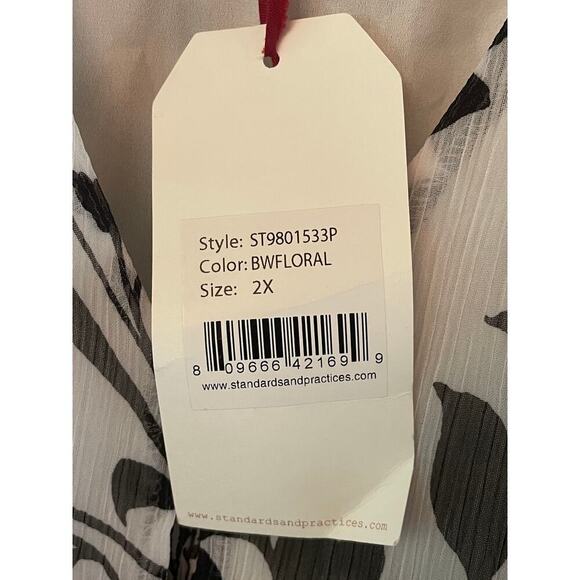 Style: ST9801533P
Color: BWFLORAL
Size: 2X
8 09666 42169 9
www.standardsandpractices.com
www.standardsandpractices.com